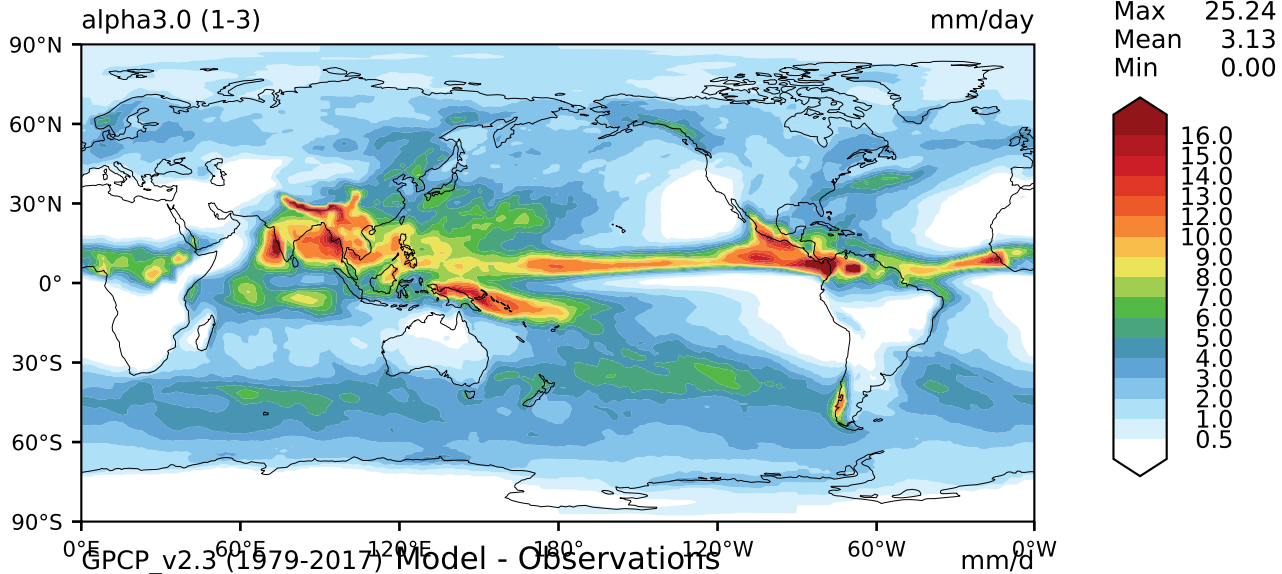 alpha3.0 (1-3) mm/day
Max 25.24
Mean 3.13
Min 0.00
90°N
60°N
30°N
0°
30°S
60°S
90°S
0°E 60°E 120°E 180° 120°W 60°W 0°W
GPCP_v2.3 (1979-2017) Model - Observations mm/d
16.0
15.0
14.0
13.0
12.0
10.0
9.0
8.0
7.0
6.0
5.0
4.0
3.0
2.0
1.0
0.5